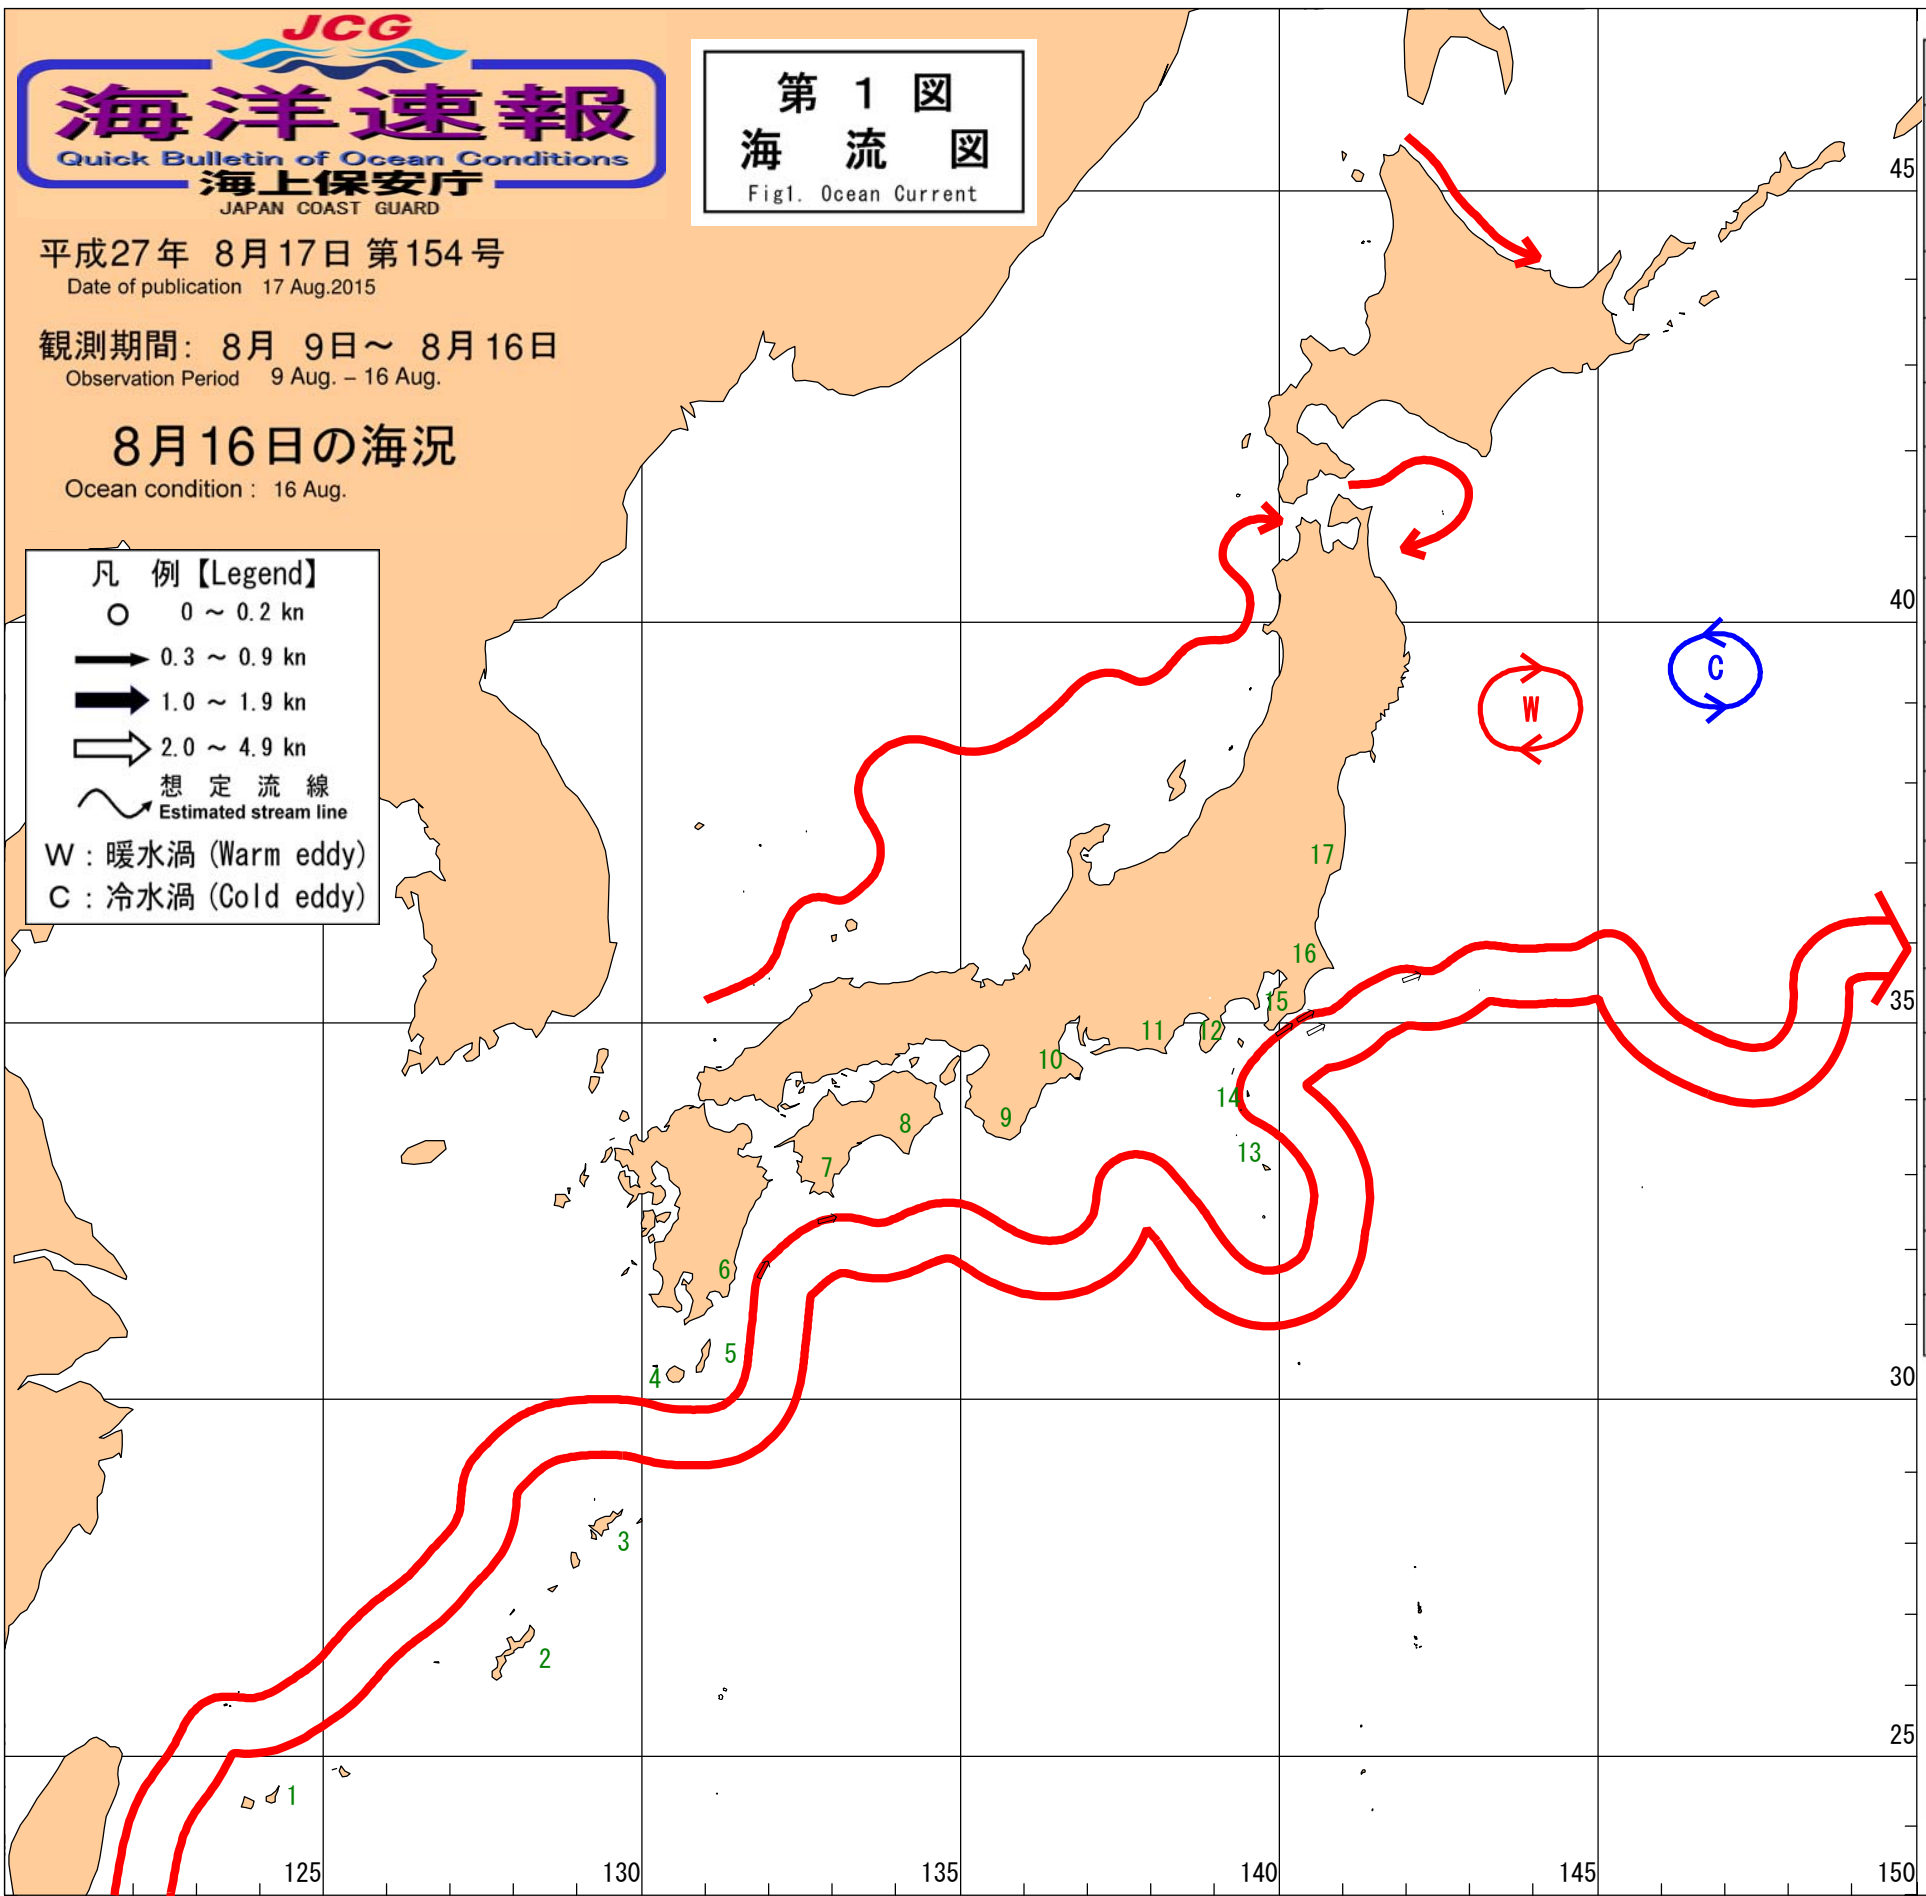 JCG
海洋速報
Quick Bulletin of Ocean Conditions
海上保安庁
JAPAN COAST GUARD
第 1 図
海 流 図
Fig1. Ocean Current
平成27年 8月17日 第154号
Date of publication 17 Aug.2015
観測期間: 8月 9日～ 8月16日
Observation Period 9 Aug. – 16 Aug.
8月16日の海況
Ocean condition : 16 Aug.
凡 例【Legend】
0 ～ 0.2 kn
0.3 ～ 0.9 kn
1.0 ～ 1.9 kn
2.0 ～ 4.9 kn
想 定 流 線
Estimated stream line
W : 暖水渦 (Warm eddy)
C : 冷水渦 (Cold eddy)
45
40
C
W
17
16
35
15
14
13
12
11
10
9
8
7
6
5
4
30
3
2
25
1
125
130
135
140
145
150